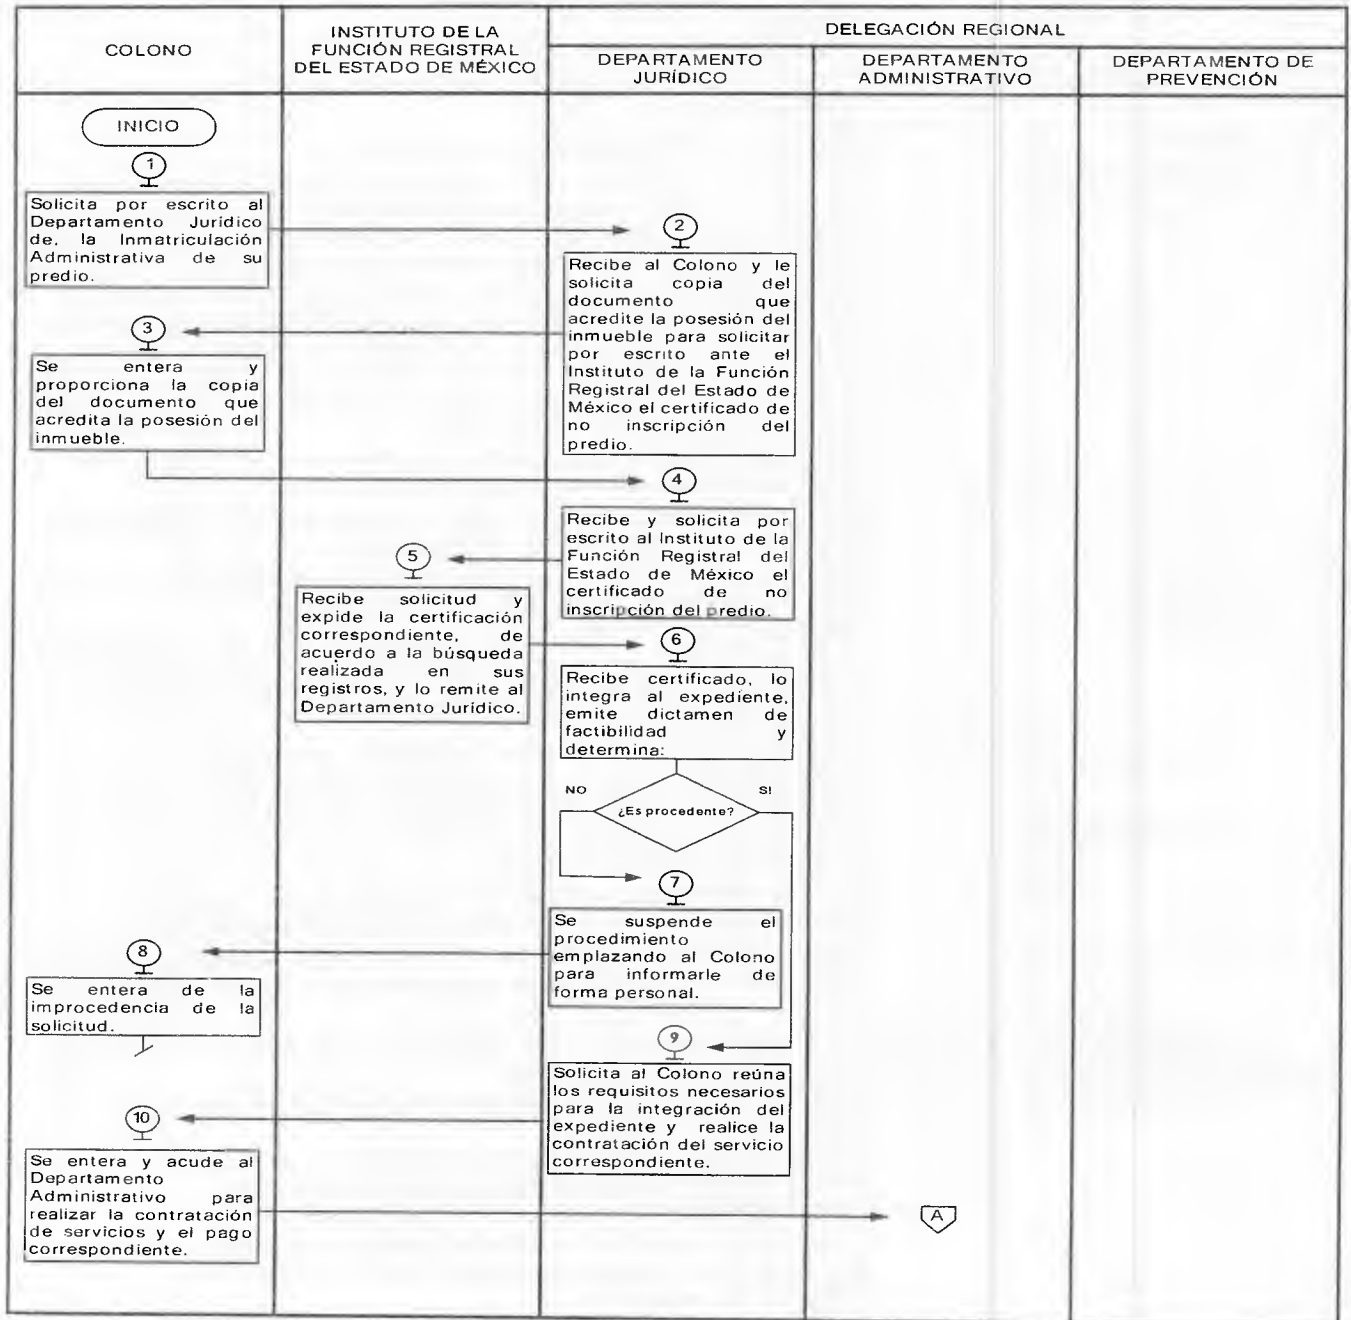 COLONO
INSTITUTO DE LA
FUNCIÓN REGISTRAL
DEL ESTADO DE MÉXICO
DELEGACIÓN REGIONAL
DEPARTAMENTO
JURÍDICO
DEPARTAMENTO
ADMINISTRATIVO
DEPARTAMENTO DE
PREVENCIÓN
INICIO
1
Solicita por escrito al
Departamento Jurídico
de, la Inmatriculación
Administrativa de su
predio.
2
Recibe al Colono y le
solicita copia del
documento que
acredite la posesión del
inmueble para solicitar
por escrito ante el
Instituto de la Función
Registral del Estado de
México el certificado de
no inscripción del
predio.
3
Se entera y
proporciona la copia
del documento que
acredita la posesión del
inmueble.
4
Recibe y solicita por
escrito al Instituto de la
Función Registral del
Estado de México el
certificado de no
inscripción del predio.
5
Recibe solicitud y
expide la certificación
correspondiente, de
acuerdo a la búsqueda
realizada en sus
registros, y lo remite al
Departamento Jurídico.
6
Recibe certificado, lo
integra al expediente,
emite dictamen de
factibilidad y
determina:
NO
¿Es procedente?
SI
7
Se suspende el
procedimiento
emplazando al Colono
para informarle de
forma personal.
8
Se entera de la
improcedencia de la
solicitud.
9
Solicita al Colono reúna
los requisitos necesarios
para la integración del
expediente y realice la
contratación del servicio
correspondiente.
10
Se entera y acude al
Departamento
Administrativo para
realizar la contratación
de servicios y el pago
correspondiente.
A